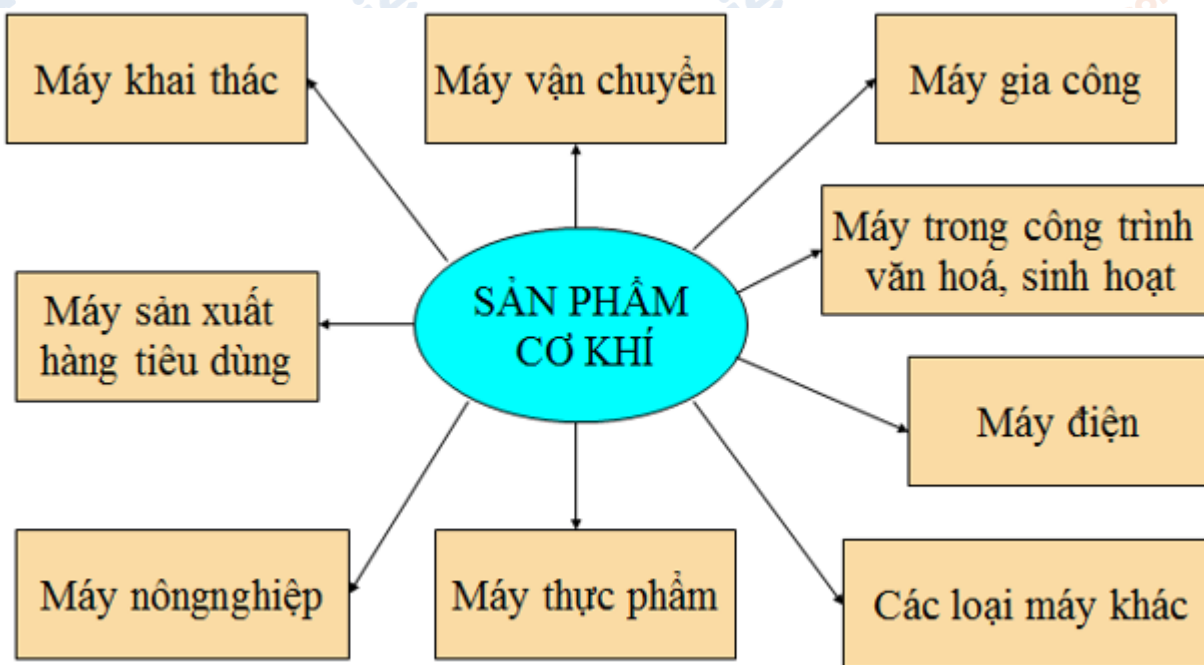 Máy khai thác
Máy vận chuyển
Máy gia công
Máy trong công trình
văn hoá, sinh hoạt
SẢN PHẨM
CƠ KHÍ
Máy sản xuất
hàng tiêu dùng
Máy điện
Máy nôngnghiệp
Máy thực phẩm
Các loại máy khác